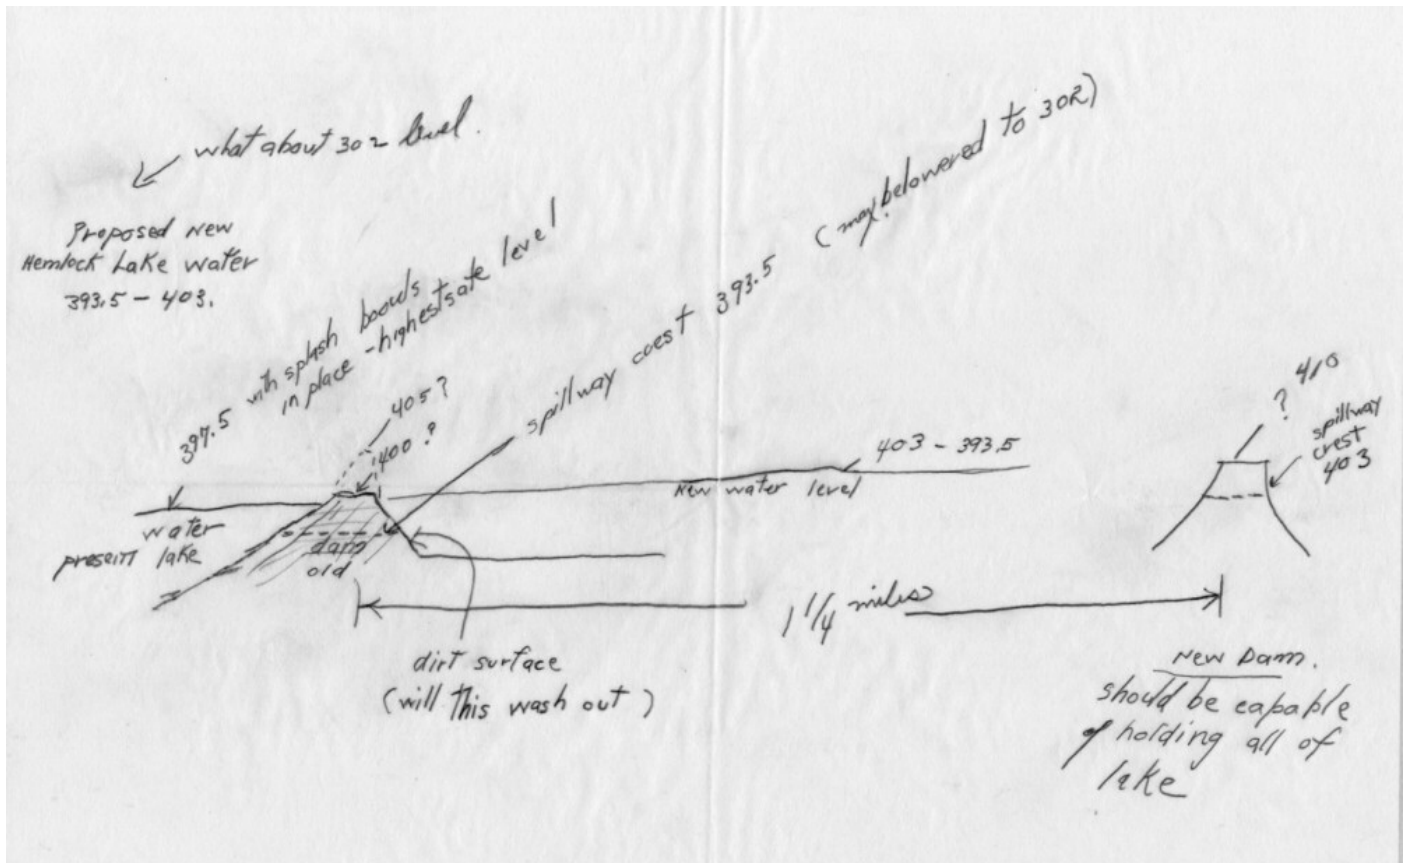 what about 302 level.
Proposed New
Hemlock Lake water
393.5 - 403.
397.5 with splash boards
in place - highest safe level
405?
400?
spillway crest 393.5 (may be lowered to 302)
?
403 - 393.5
New water level
? 410
spillway
crest
403
water
present lake
dam
old
1 1/4 miles
dirt surface
(will this wash out)
New Dam.
should be capable
of holding all of
lake